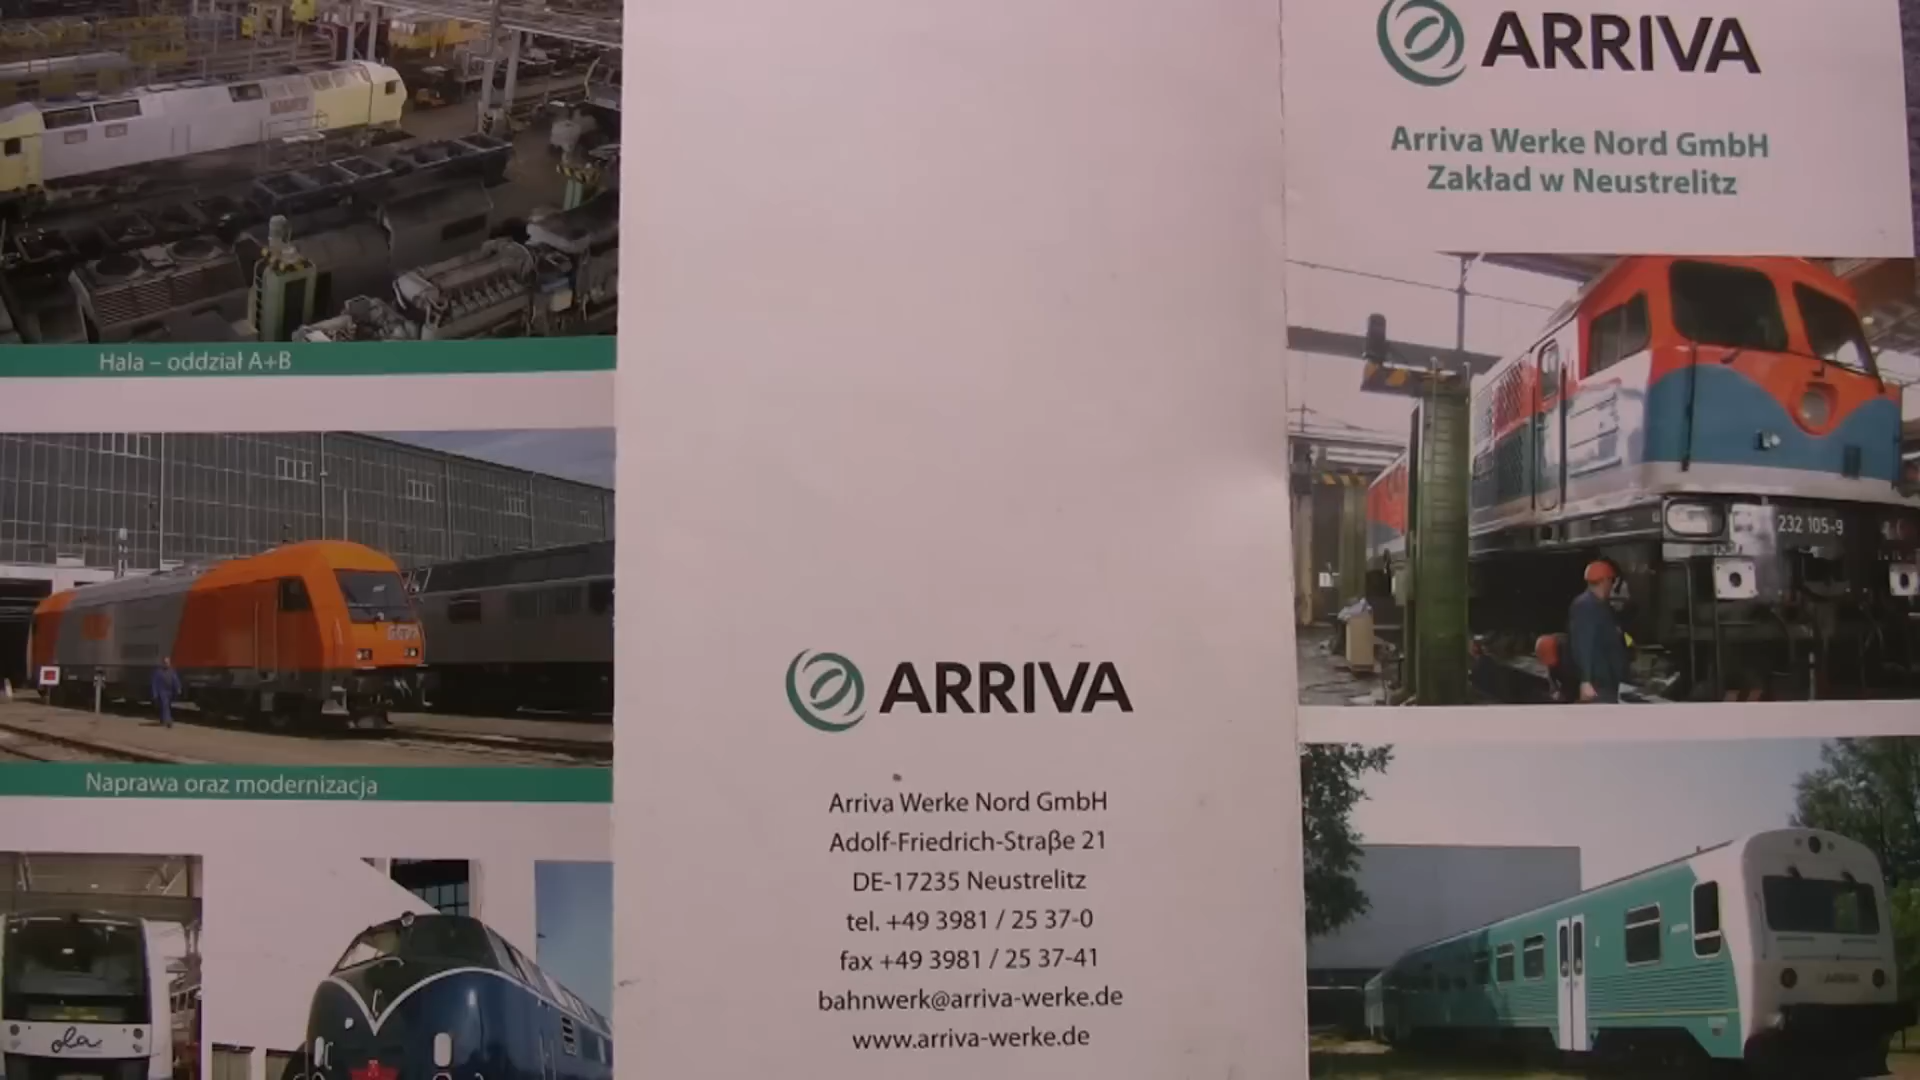 Hala – oddział A+B
Naprawa oraz modernizacja
ola
ARRIVA
Arriva Werke Nord GmbH
Adolf-Friedrich-Straße 21
DE-17235 Neustrelitz
tel. +49 3981 / 25 37-0
fax +49 3981 / 25 37-41
bahnwerk@arriva-werke.de
www.arriva-werke.de
ARRIVA
Arriva Werke Nord GmbH
Zakład w Neustrelitz
232 105-9